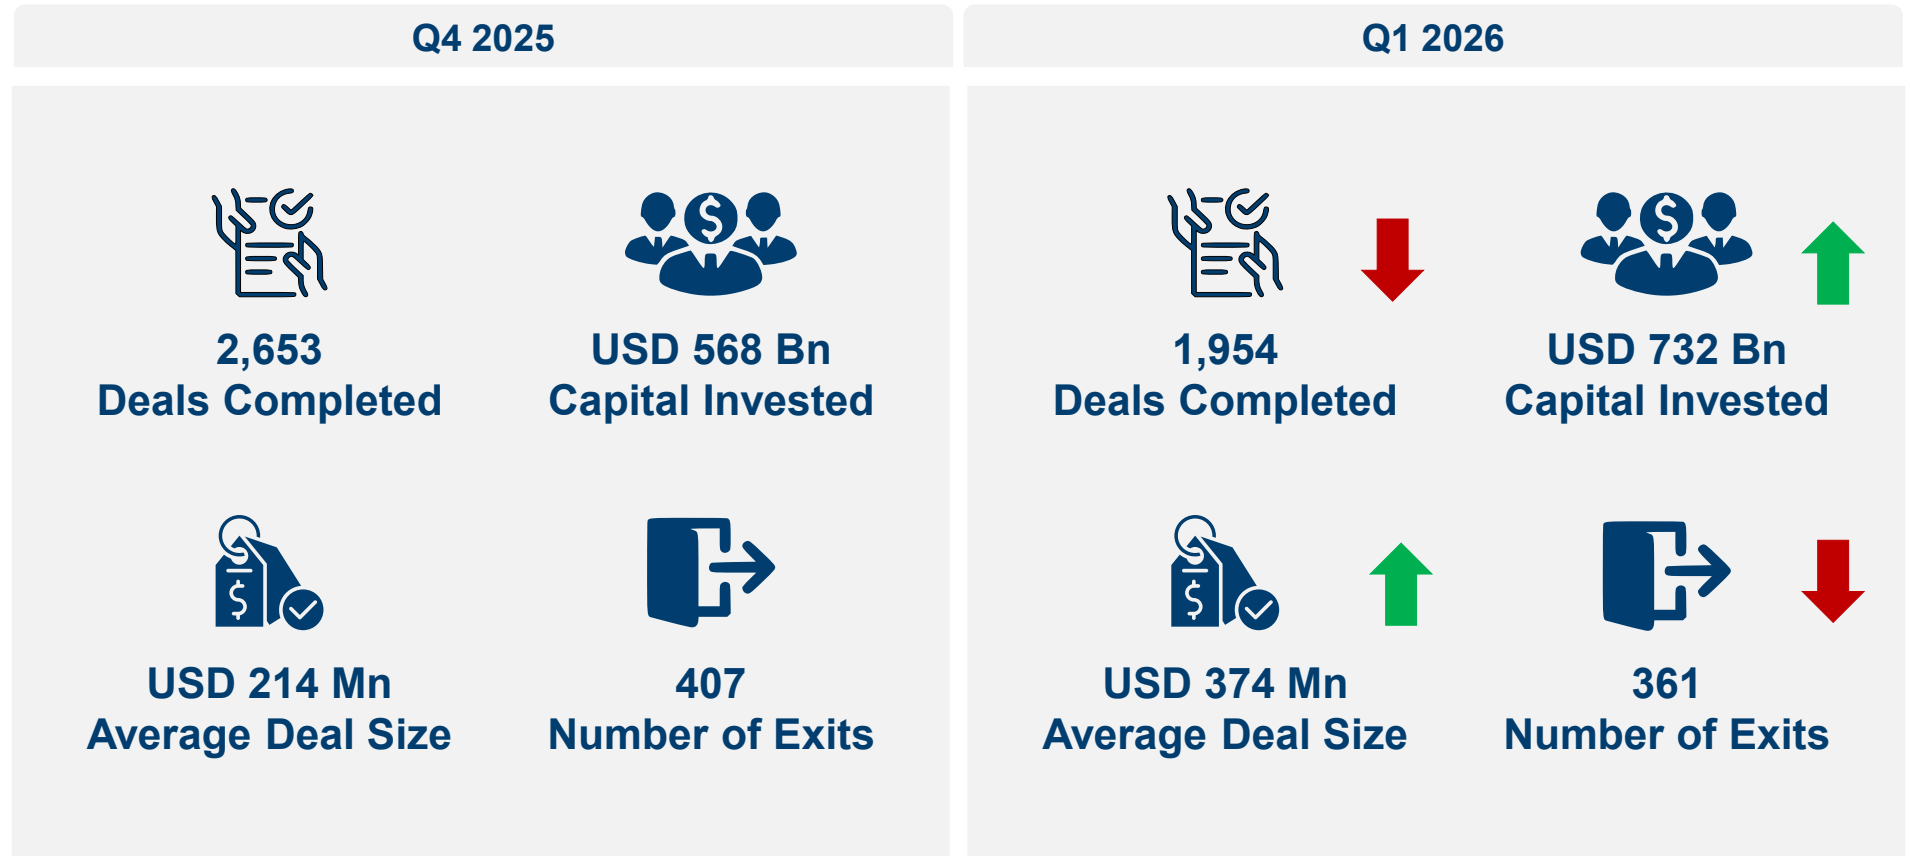 Q4 2025
Q1 2026
2,653
Deals Completed
USD 568 Bn
Capital Invested
USD 214 Mn
Average Deal Size
407
Number of Exits
1,954
Deals Completed
USD 732 Bn
Capital Invested
USD 374 Mn
Average Deal Size
361
Number of Exits